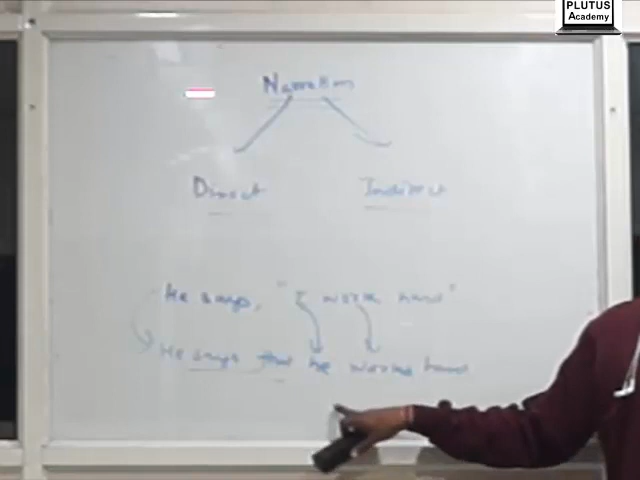 PLUTUS
Academy
Narration
Direct Indirect
He says, "I work hard"
He says that he works hard